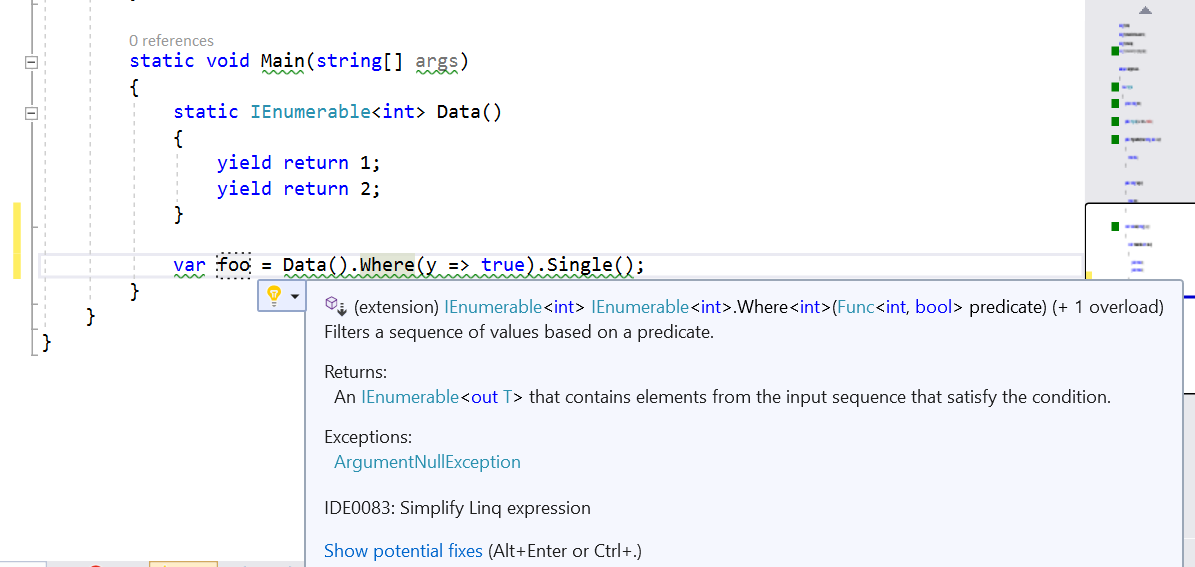 0 references
static void Main(string[] args)
{
static IEnumerable<int> Data()
{
yield return 1;
yield return 2;
}
var foo = Data().Where(y => true).Single();
}
}
}
(extension) IEnumerable<int> IEnumerable<int>.Where<int>(Func<int, bool> predicate) (+ 1 overload)
Filters a sequence of values based on a predicate.
Returns:
An IEnumerable<out T> that contains elements from the input sequence that satisfy the condition.
Exceptions:
ArgumentNullException
IDE0083: Simplify Linq expression
Show potential fixes (Alt+Enter or Ctrl+.)